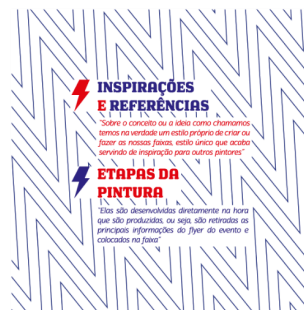 INSPIRAÇÕES
E REFERÊNCIAS
"Sobre o conceito ou a ideia como chamamos
temos na verdade um estilo próprio de criar ou
fazer as nossas faixas, estilo único que acaba
servindo de inspiração para outros pintores"
ETAPAS DA
PINTURA
"Elas são desenvolvidas diretamente na hora
que são produzidas, ou seja, são retiradas as
principais informações do flyer do evento e
colocados na faixa"